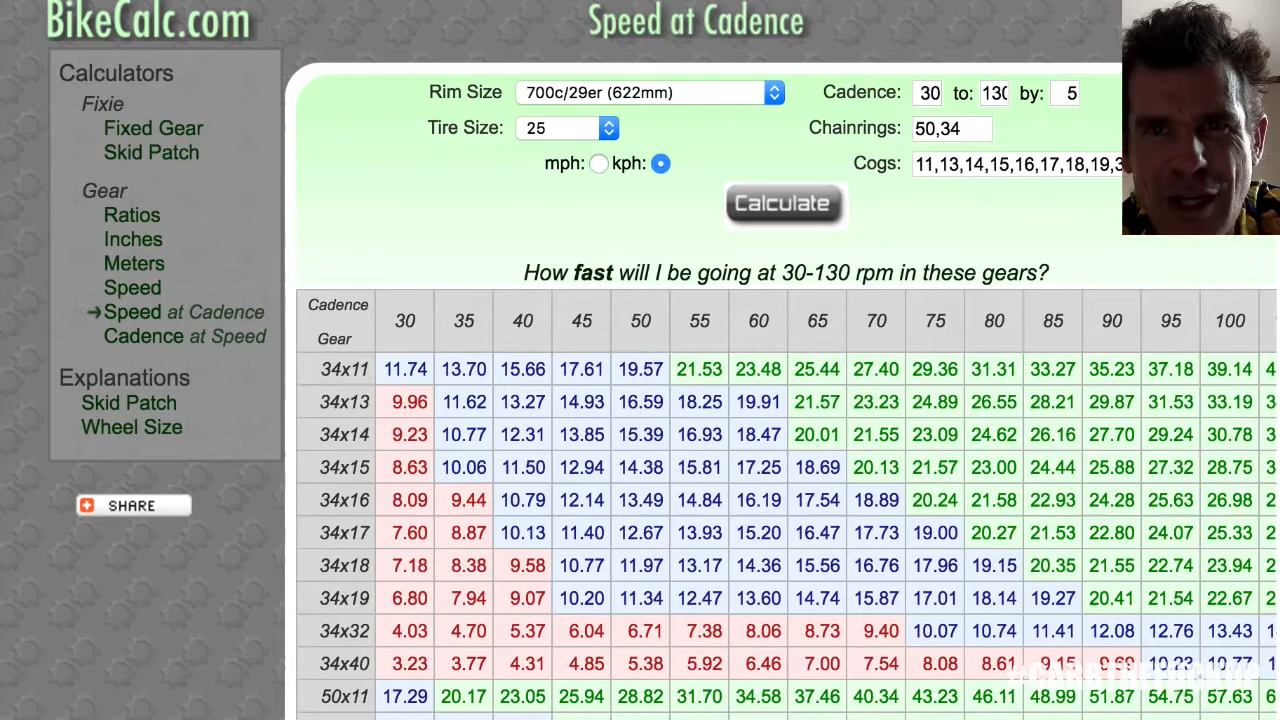 BikeCalc.com
Speed at Cadence
Calculators
Fixie
Fixed Gear
Skid Patch
Gear
Ratios
Inches
Meters
Speed
Speed at Cadence
Cadence at Speed
Explanations
Skid Patch
Wheel Size
SHARE
Rim Size 700c/29er (622mm) Cadence: 30 to: 130 by: 5
Tire Size: 25 Chainrings: 50,34
mph: kph: Cogs: 11,13,14,15,16,17,18,19,3
Calculate
How fast will I be going at 30-130 rpm in these gears?
Cadence
Gear
30 35 40 45 50 55 60 65 70 75 80 85 90 95 100
34x11 11.74 13.70 15.66 17.61 19.57 21.53 23.48 25.44 27.40 29.36 31.31 33.27 35.23 37.18 39.14 4
34x13 9.96 11.62 13.27 14.93 16.59 18.25 19.91 21.57 23.23 24.89 26.55 28.21 29.87 31.53 33.19 3
34x14 9.23 10.77 12.31 13.85 15.39 16.93 18.47 20.01 21.55 23.09 24.62 26.16 27.70 29.24 30.78 3
34x15 8.63 10.06 11.50 12.94 14.38 15.81 17.25 18.69 20.13 21.57 23.00 24.44 25.88 27.32 28.75 3
34x16 8.09 9.44 10.79 12.14 13.49 14.84 16.19 17.54 18.89 20.24 21.58 22.93 24.28 25.63 26.98 2
34x17 7.60 8.87 10.13 11.40 12.67 13.93 15.20 16.47 17.73 19.00 20.27 21.53 22.80 24.07 25.33 2
34x18 7.18 8.38 9.58 10.77 11.97 13.17 14.36 15.56 16.76 17.96 19.15 20.35 21.55 22.74 23.94 2
34x19 6.80 7.94 9.07 10.20 11.34 12.47 13.60 14.74 15.87 17.01 18.14 19.27 20.41 21.54 22.67 2
34x32 4.03 4.70 5.37 6.04 6.71 7.38 8.06 8.73 9.40 10.07 10.74 11.41 12.08 12.76 13.43 1
34x40 3.23 3.77 4.31 4.85 5.38 5.92 6.46 7.00 7.54 8.08 8.61 9.15 9.69 10.23 10.77 1
50x11 17.29 20.17 23.05 25.94 28.82 31.70 34.58 37.46 40.34 43.23 46.11 48.99 51.87 54.75 57.63 6